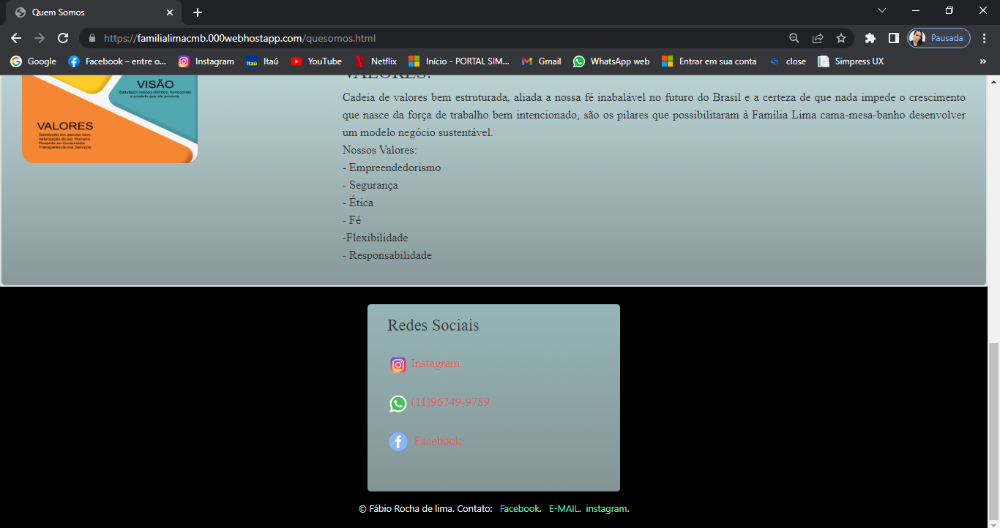 Quem Somos
Pausada
https://familialimacmb.000webhostapp.com/quesomos.html
Google
Facebook – entre o...
Instagram
Itaú
Itaú
YouTube
Netflix
Início - PORTAL SIM...
Gmail
WhatsApp web
Entrar em sua conta
close
Simpress UX
»
VISÃO
Satisfazer nossos clientes, fornecendo
o produto que ele procura.
VALORES
. Satisfação em atender bem
. Valorização do ser Humano
. Respeito ao Consumidor
. Transparência nos Serviços
VALORES:
Cadeia de valores bem estruturada, aliada a nossa fé inabalável no futuro do Brasil e a certeza de que nada impede o crescimento
que nasce da força de trabalho bem intencionado, são os pilares que possibilitaram à Família Lima cama-mesa-banho desenvolver
um modelo negócio sustentável.
Nossos Valores:
- Empreendedorismo
- Segurança
- Ética
- Fé
-Flexibilidade
- Responsabilidade
Redes Sociais
Instagram
(11)96749-9789
Facebook
© Fábio Rocha de lima. Contato: Facebook. E-MAIL. instagram.